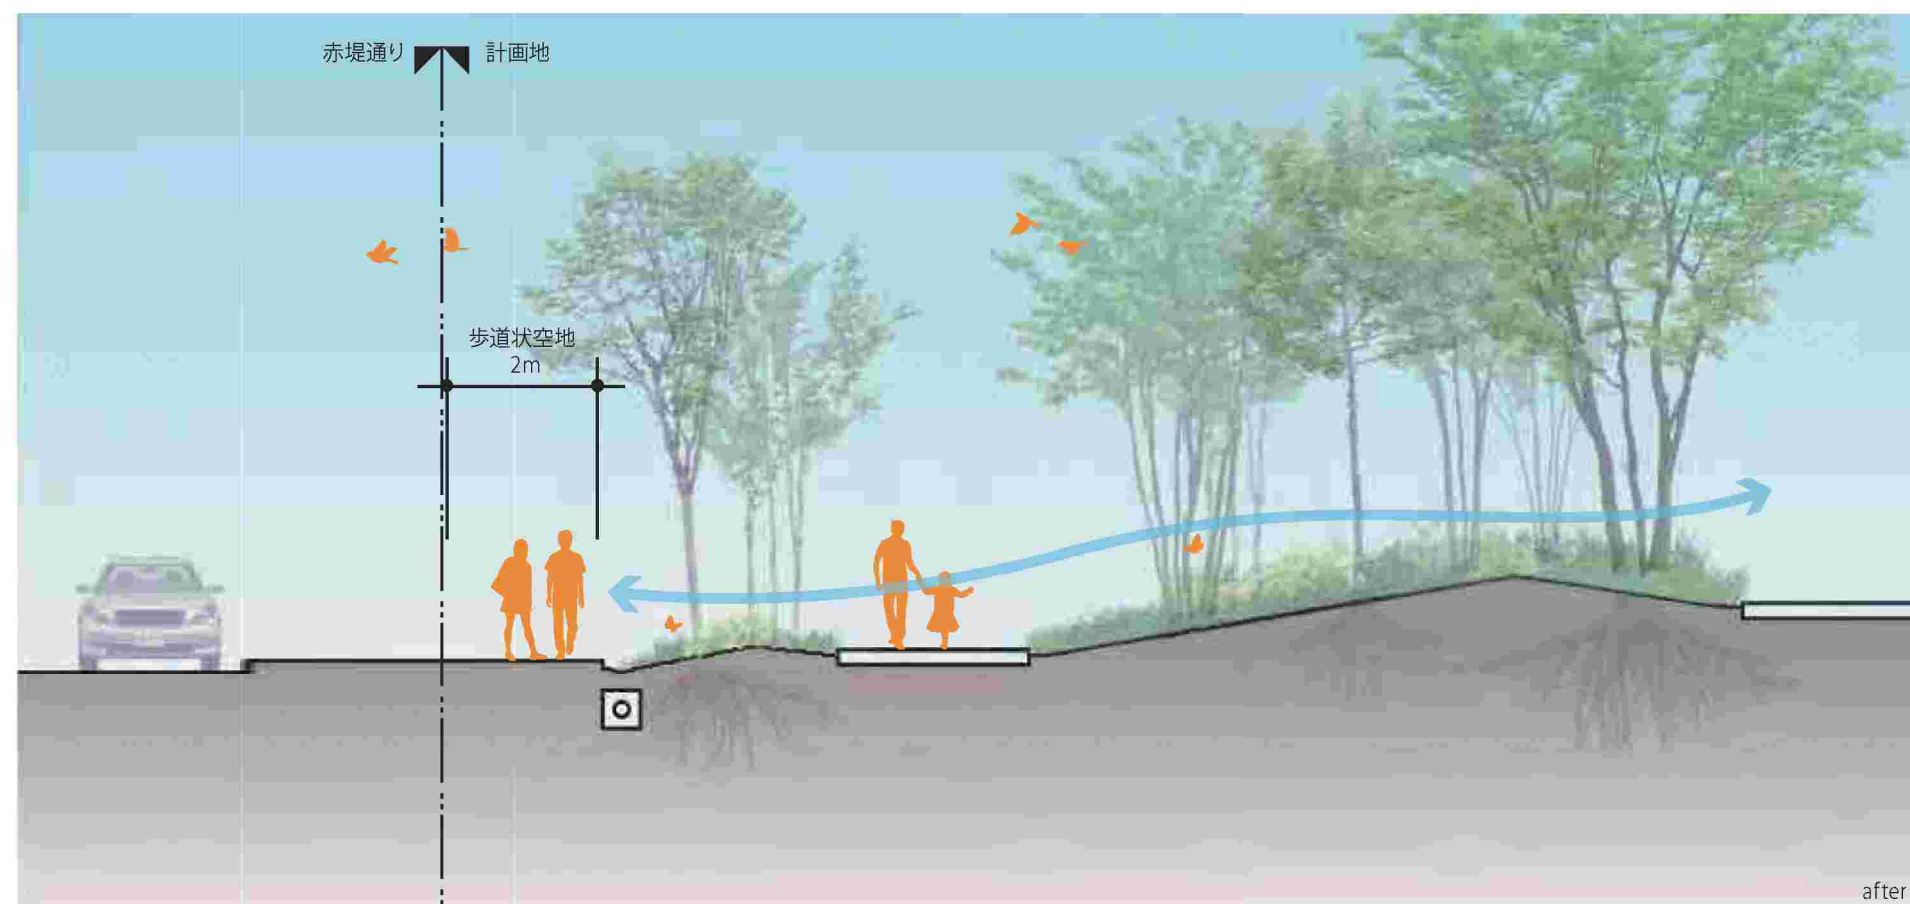 赤堤通り
計画地
歩道状空地
2m
after